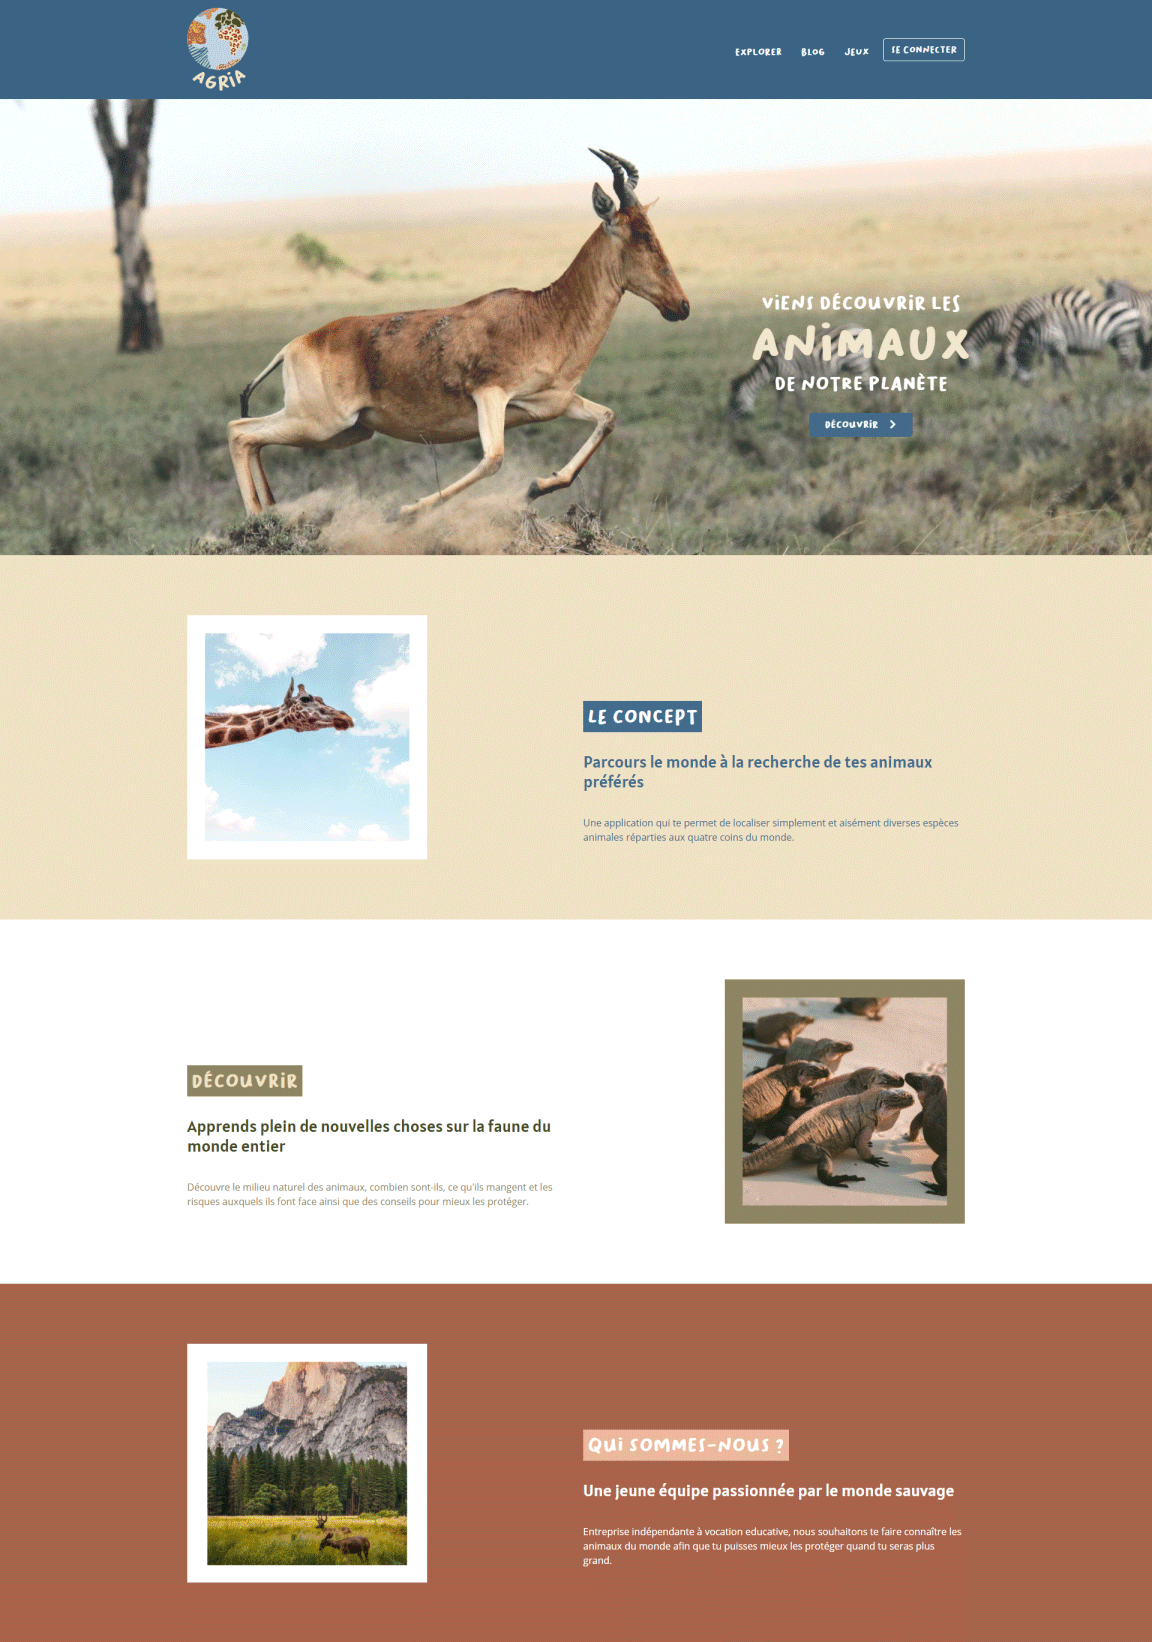 AGRiA
EXPLORER
BLOG
JEUX
SE CONNECTER
ViENS DÉCOUVRiR LES
ANiMAUX
DE NOTRE PLANÈTE
DÉCOUVRiR
LE CONCEPT
Parcours le monde à la recherche de tes animaux
préférés
Une application qui te permet de localiser simplement et aisément diverses espèces
animales réparties aux quatre coins du monde.
DÉCOUVRiR
Apprends plein de nouvelles choses sur la faune du
monde entier
Découvre le milieu naturel des animaux, combien sont-ils, ce qu'ils mangent et les
risques auxquels ils font face ainsi que des conseils pour mieux les protéger.
QUi SOMMES-NOUS ?
Une jeune équipe passionnée par le monde sauvage
Entreprise indépendante à vocation educative, nous souhaitons te faire connaître les
animaux du monde afin que tu puisses mieux les protéger quand tu seras plus
grand.